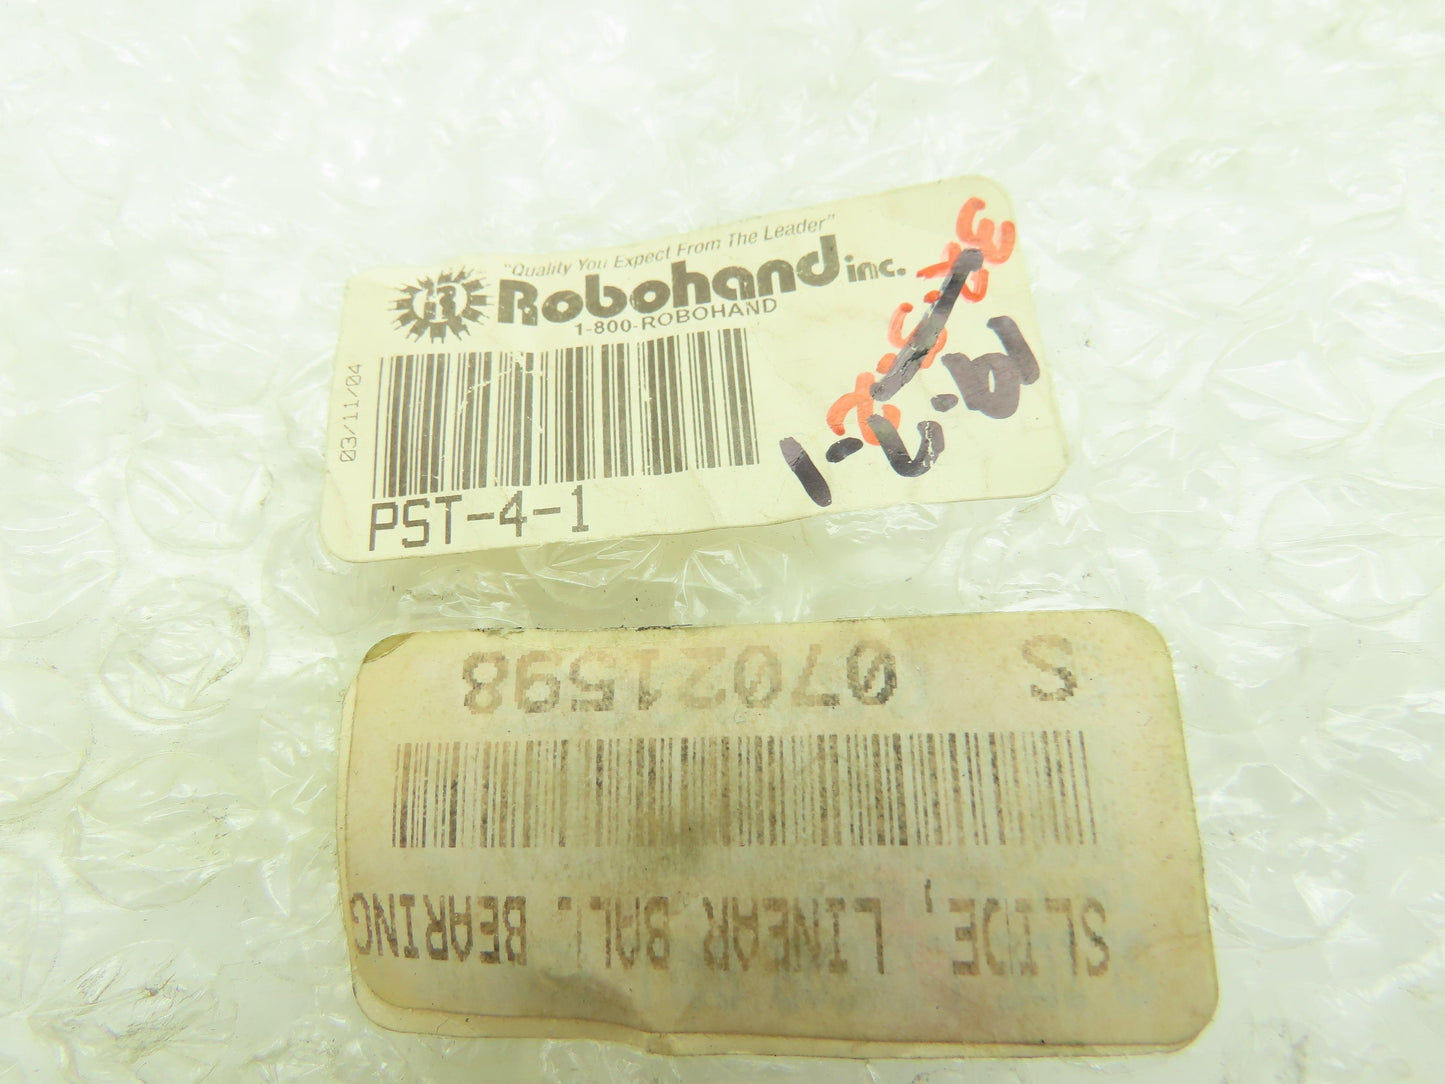 "Quality You Expect From The Leader"
Robohand inc.
1-800-ROBOHAND
03/11/04
PST-4-1
S 07021598
SLIDE, LINEAR BALL BEARING